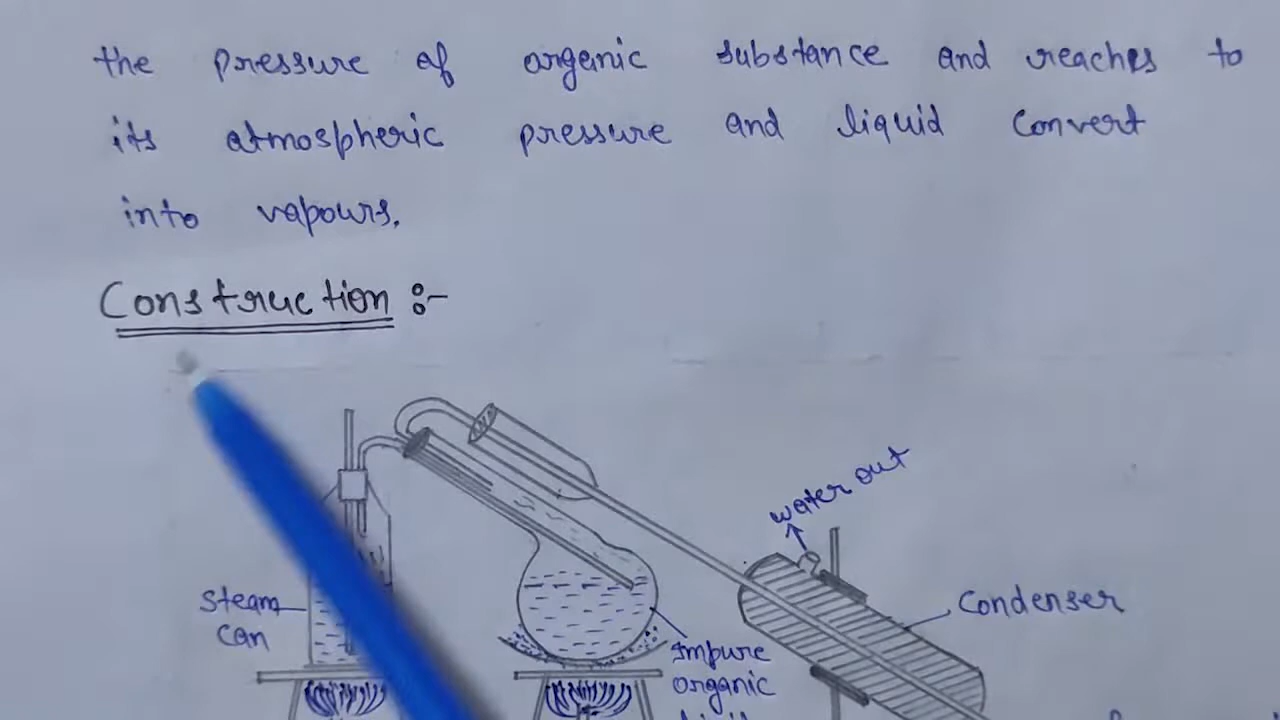 the pressure of organic substance and reaches to
its atmospheric pressure and liquid convert
into vapours.
Construction :-
water out
Steam
can
Condenser
Impure
organic